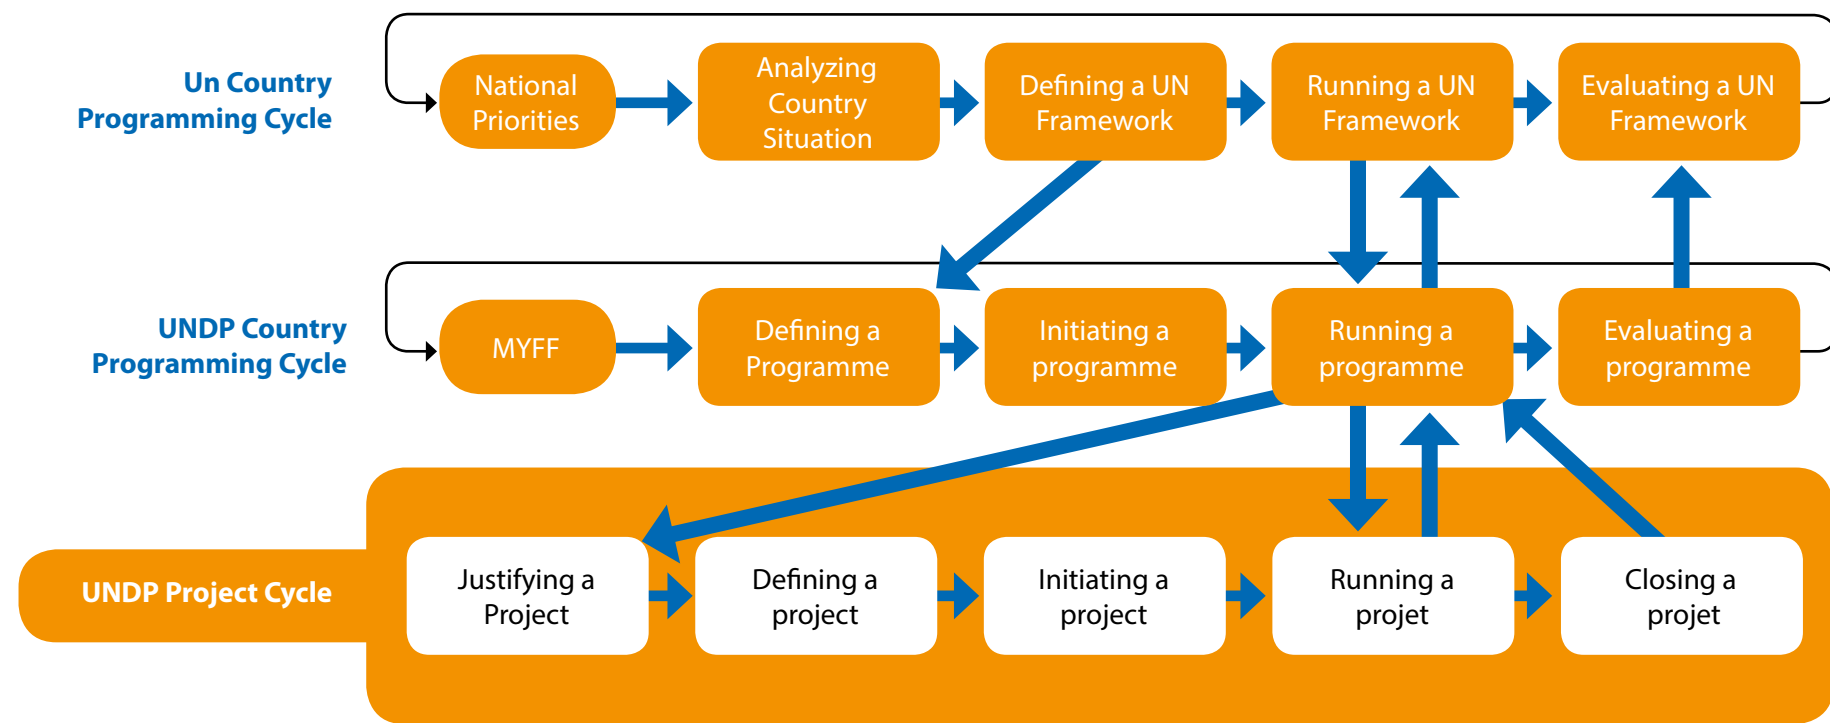 Un Country
Programming Cycle
National
Priorities
Analyzing
Country
Situation
Defining a UN
Framework
Running a UN
Framework
Evaluating a UN
Framework
UNDP Country
Programming Cycle
MYFF
Defining a
Programme
Initiating a
programme
Running a
programme
Evaluating a
programme
UNDP Project Cycle
Justifying a
Project
Defining a
project
Initiating a
project
Running a
projet
Closing a
projet